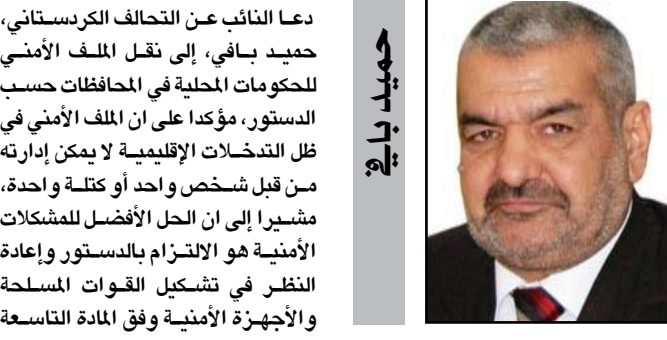 حميد بافي
دعا النائب عن التحالف الكردستاني،
حميد بافي، إلى نقل الملف الأمني
للحكومات المحلية في المحافظات حسب
الدستور، مؤكدا على ان الملف الأمني في
ظل التدخلات الإقليمية لا يمكن إدارته
من قبل شخص واحد أو كتلة واحدة،
مشيرا إلى ان الحل الأفضل للمشكلات
الأمنية هو الالتزام بالدستور وإعادة
النظر في تشكيل القوات المسلحة
والأجهزة الأمنية وفق المادة التاسعة